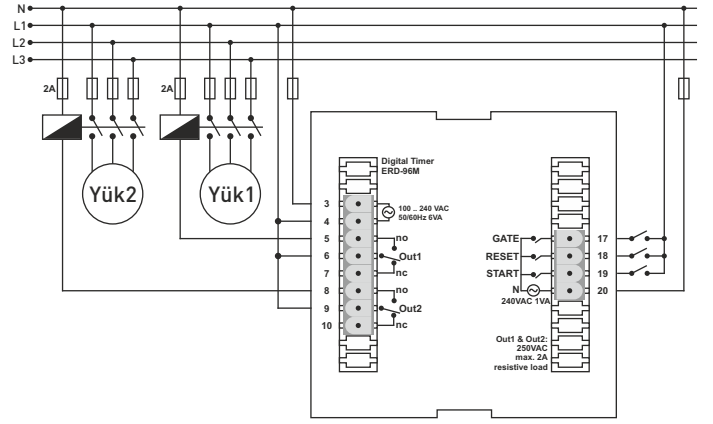 N
L1
L2
L3
2A
2A
Yük2
Yük1
Digital Timer
ERD-96M
3
100 .. 240 VAC
50/60Hz 6VA
4
5
no
6
Out1
7
nc
8
no
9
Out2
10
nc
GATE
17
RESET
18
START
19
N
20
240VAC 1VA
Out1 & Out2:
250VAC
max. 2A
resistive load